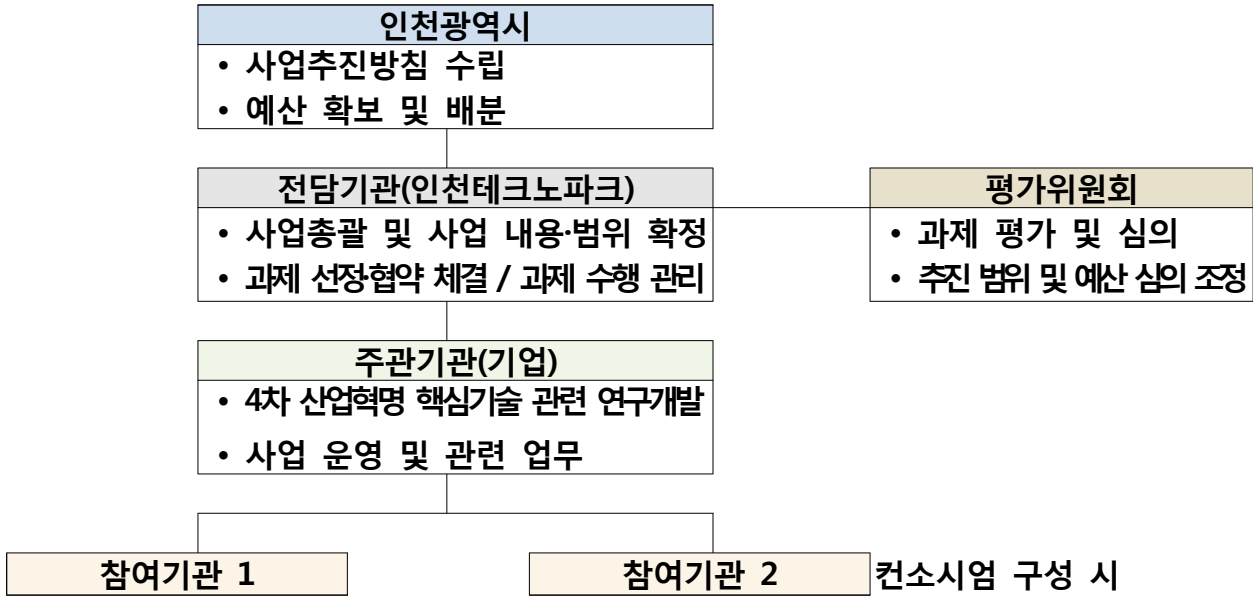 인천광역시
• 사업추진방침 수립
• 예산 확보 및 배분
전담기관(인천테크노파크)
• 사업총괄 및 사업 내용·범위 확정
• 과제 선정·협약 체결 / 과제 수행 관리
평가위원회
• 과제 평가 및 심의
• 추진 범위 및 예산 심의 조정
주관기관(기업)
• 4차 산업혁명 핵심기술 관련 연구개발
• 사업 운영 및 관련 업무
참여기관 1
참여기관 2
컨소시엄 구성 시